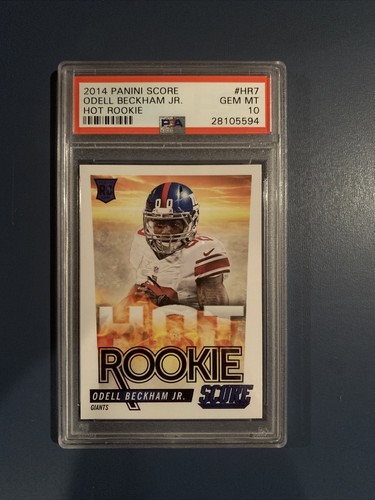 2014 PANINI SCORE #HR7
ODELL BECKHAM JR. GEM MT
HOT ROOKIE 10
PSA 28105594
HOT
ROOKIE
ODELL BECKHAM JR. SCORE
GIANTS